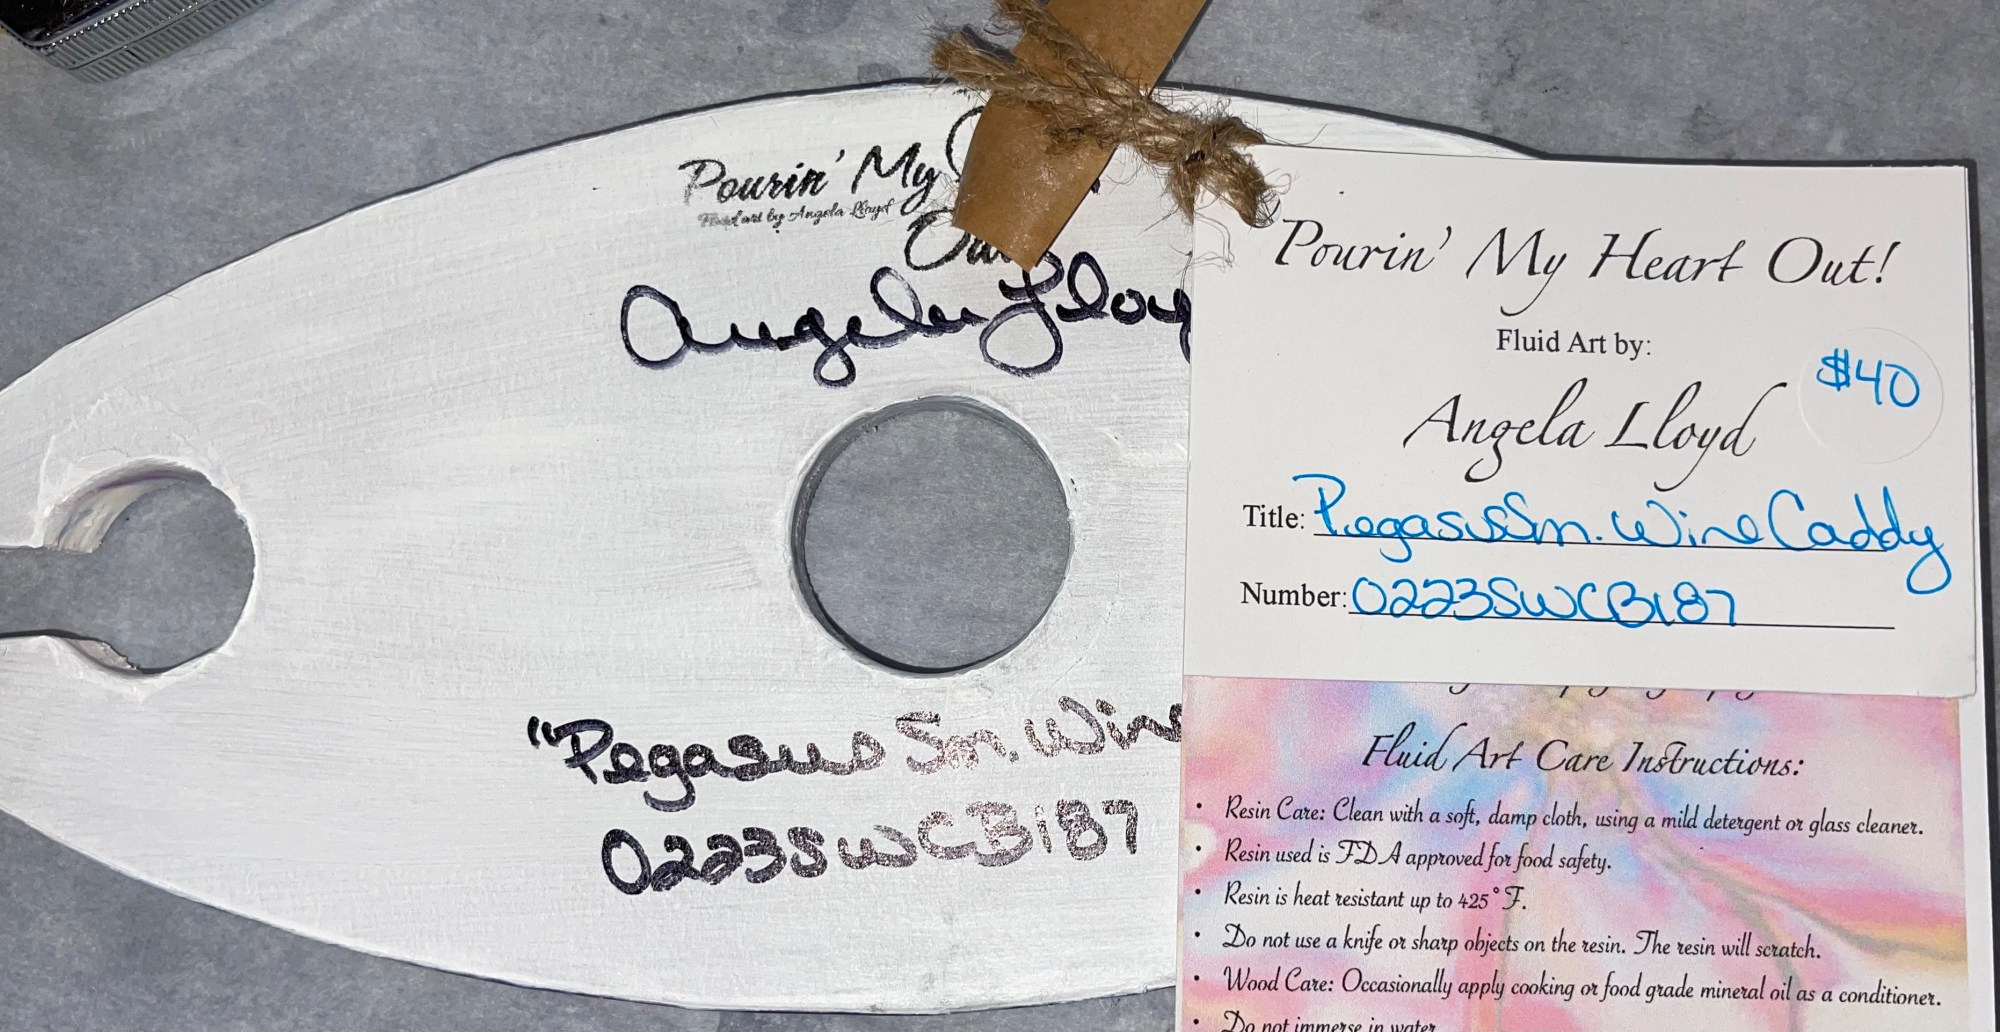 Pourin' My
Fluid art by Angela Lloyd
Out
Angela Lloy
"Pegasus Sm. Wine
0223SWCB187
Pourin' My Heart Out!
Fluid Art by:
Angela Lloyd
$40
Title: Pegasus Sm. Wine Caddy
Number: 0223SWCB187
Fluid Art Care Instructions:
• Resin Care: Clean with a soft, damp cloth, using a mild detergent or glass cleaner.
• Resin used is FDA approved for food safety.
• Resin is heat resistant up to 425° F.
• Do not use a knife or sharp objects on the resin. The resin will scratch.
• Wood Care: Occasionally apply cooking or food grade mineral oil as a conditioner.
• Do not immerse in water